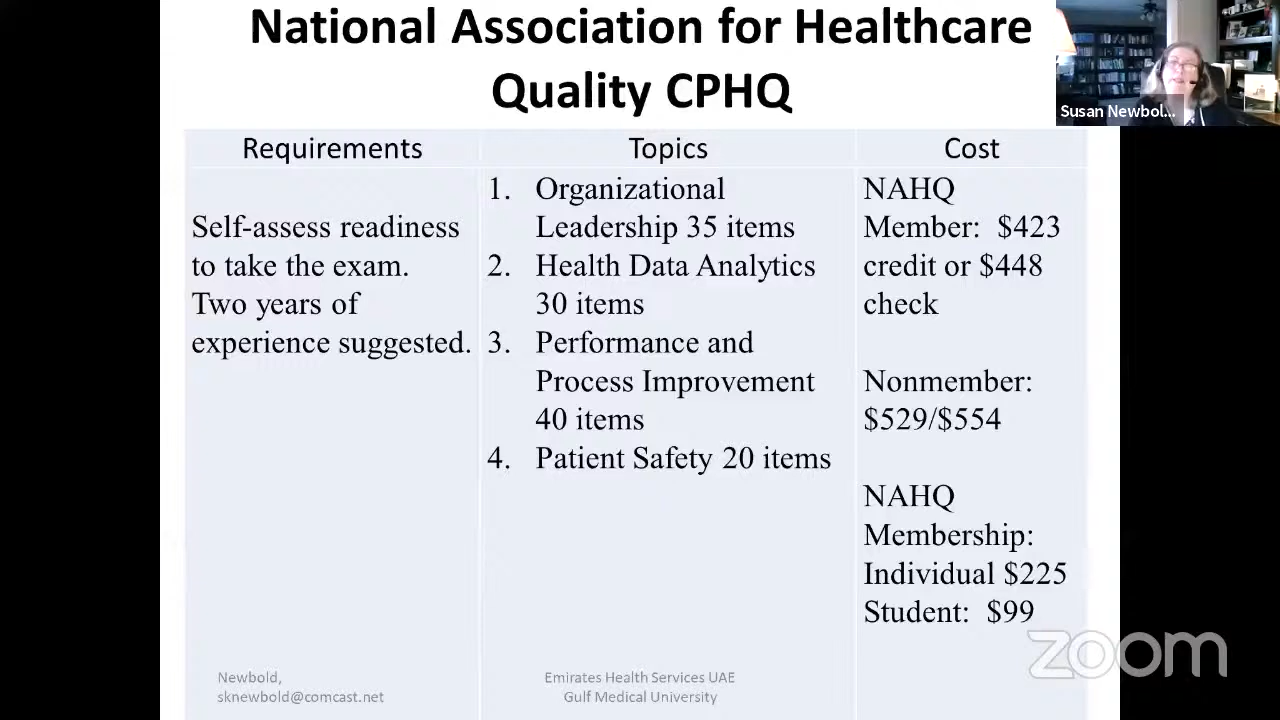 National Association for Healthcare
Quality CPHQ
Susan Newbol...
Requirements
Topics
Cost
Self-assess readiness
to take the exam.
Two years of
experience suggested.
1. Organizational
Leadership 35 items
2. Health Data Analytics
30 items
3. Performance and
Process Improvement
40 items
4. Patient Safety 20 items
NAHQ
Member: $423
credit or $448
check
Nonmember:
$529/$554
NAHQ
Membership:
Individual $225
Student: $99
zoom
Newbold,
sknewbold@comcast.net
Emirates Health Services UAE
Gulf Medical University